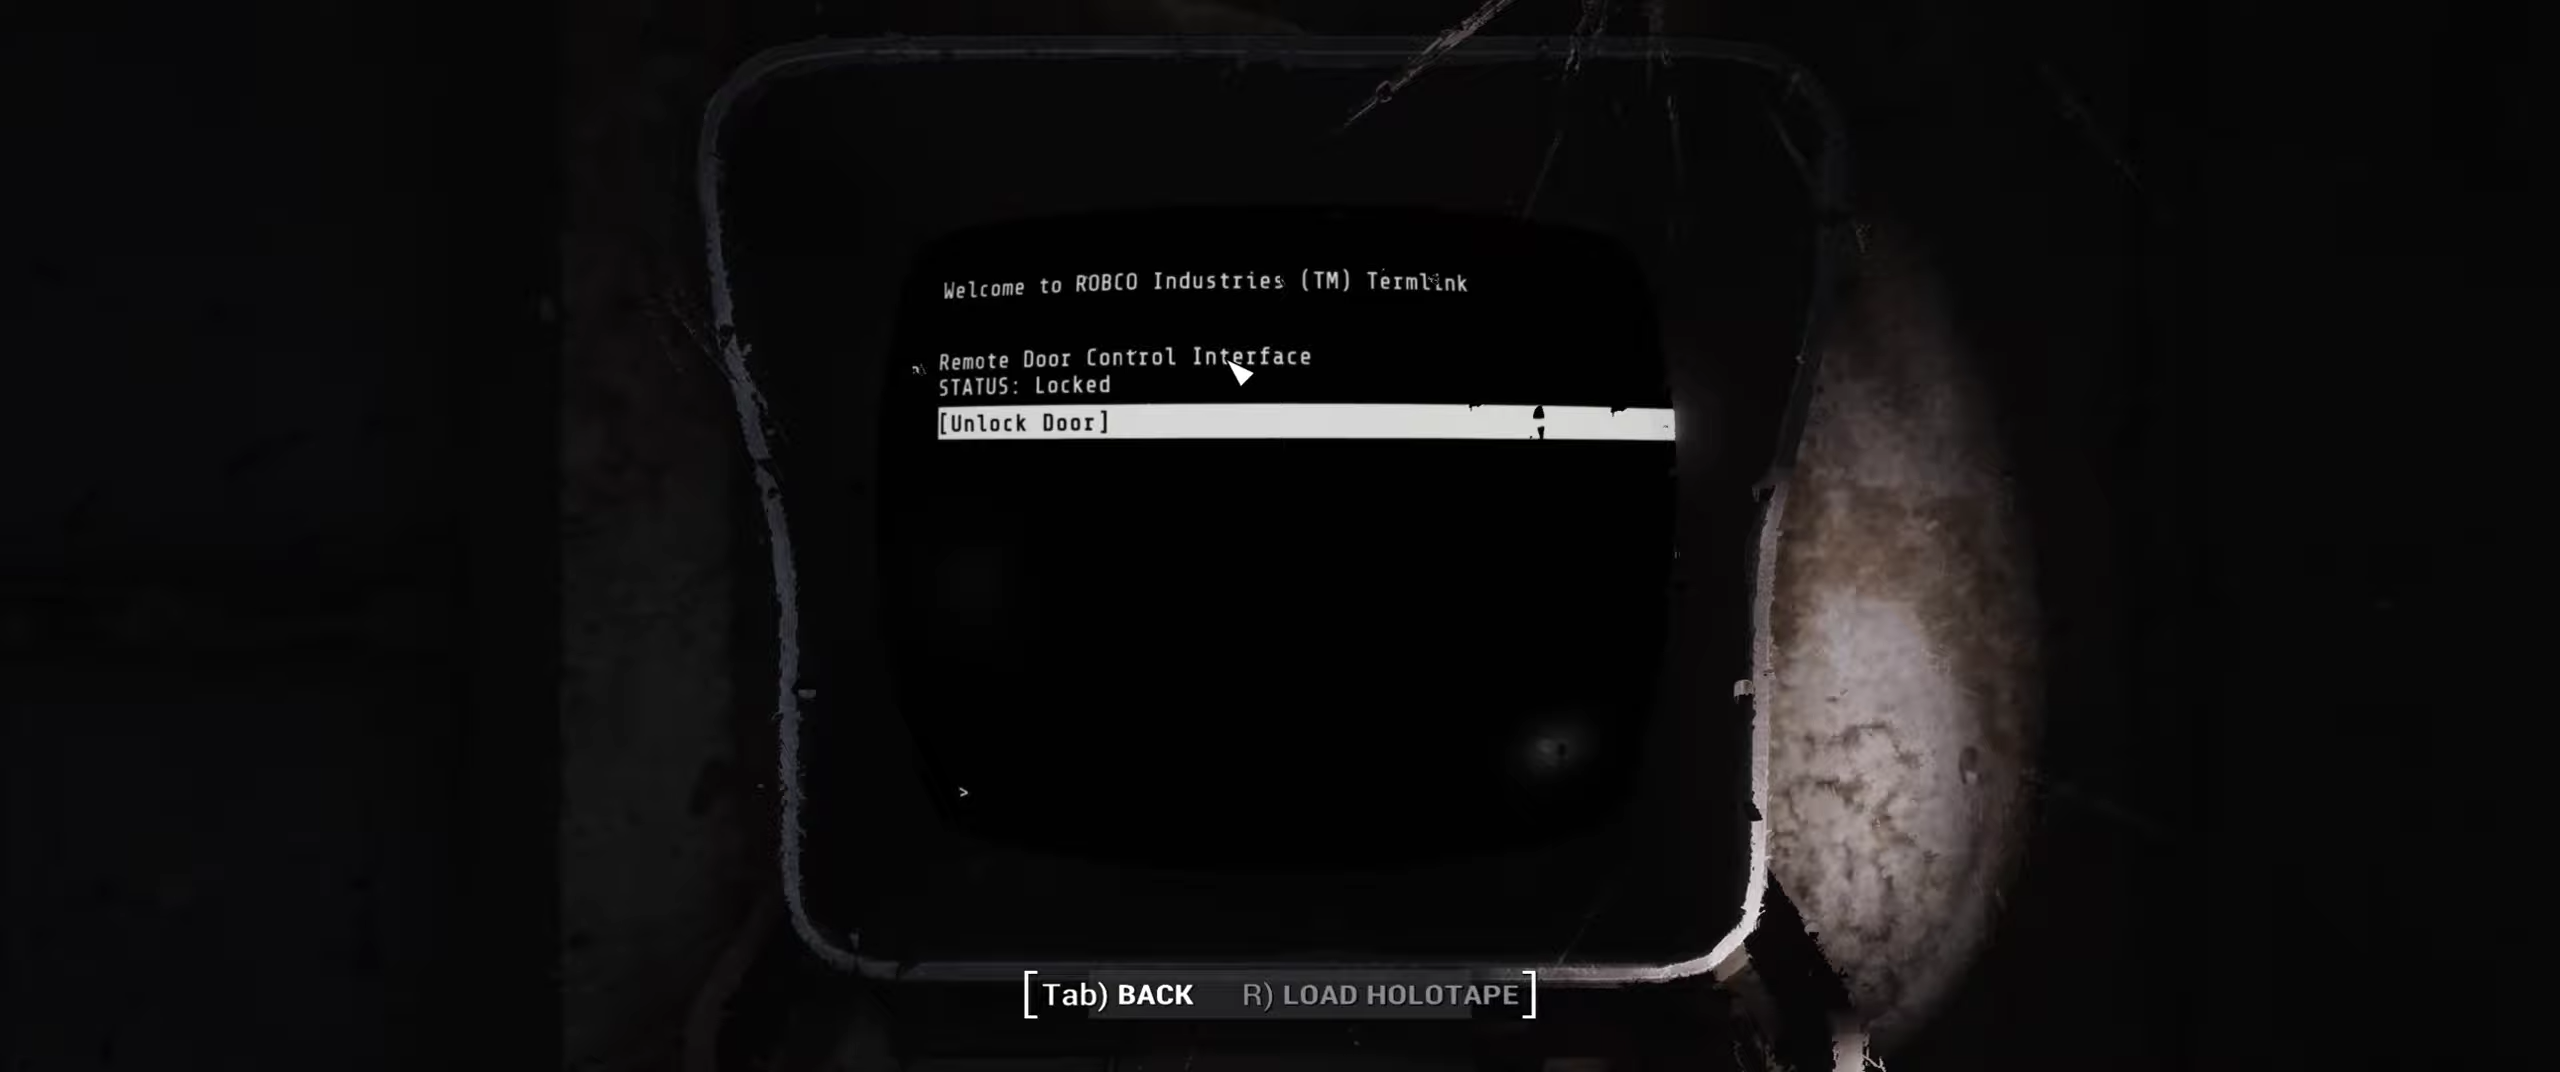 Welcome to ROBCO Industries (TM) Termlink
Remote Door Control Interface
STATUS: Locked
[Unlock Door]
>
[Tab) BACK R) LOAD HOLOTAPE]